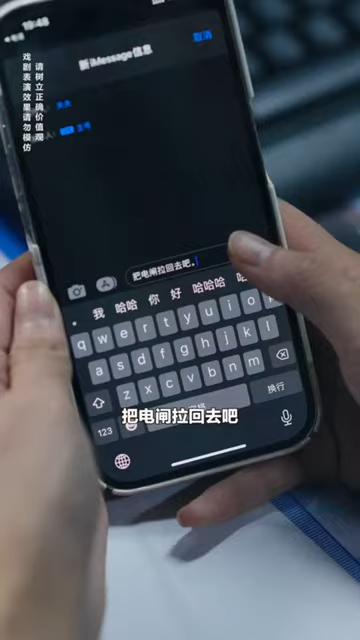 19:48
新iMessage信息
取消
请树立正确价值观
戏剧表演效果请勿模仿
把电闸拉回去吧。
我 哈哈 你 好 哈哈哈
q w e r t y u i o p
a s d f g h j k l
z x c v b n m
123
换行
把电闸拉回去吧